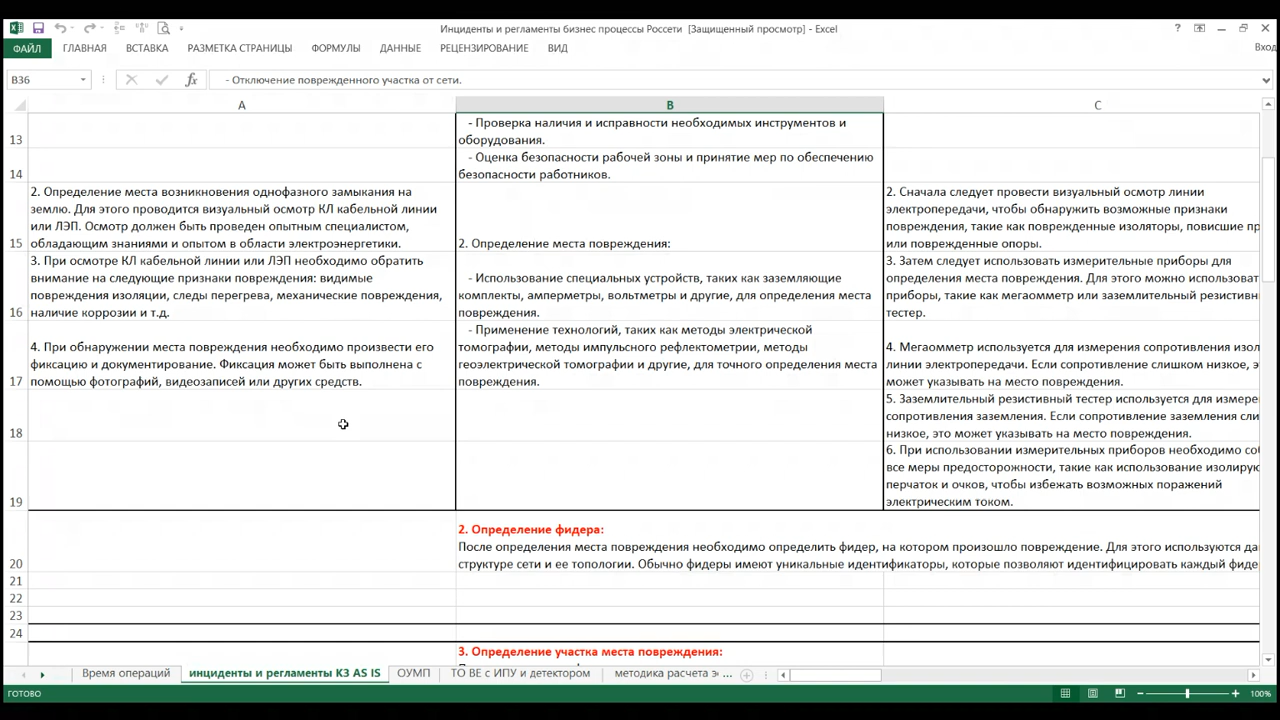 Инциденты и регламенты бизнес процессы Россети [Защищенный просмотр] - Excel
ФАЙЛ ГЛАВНАЯ ВСТАВКА РАЗМЕТКА СТРАНИЦЫ ФОРМУЛЫ ДАННЫЕ РЕЦЕНЗИРОВАНИЕ ВИД
Вход
B36
fx
- Отключение поврежденного участка от сети.
A B C
13
- Проверка наличия и исправности необходимых инструментов и
оборудования.
14
- Оценка безопасности рабочей зоны и принятие мер по обеспечению
безопасности работников.
15
2. Определение места возникновения однофазного замыкания на
землю. Для этого проводится визуальный осмотр КЛ кабельной линии
или ЛЭП. Осмотр должен быть проведен опытным специалистом,
обладающим знаниями и опытом в области электроэнергетики.
2. Определение места повреждения:
2. Сначала следует провести визуальный осмотр линии
электропередачи, чтобы обнаружить возможные признаки
повреждения, такие как поврежденные изоляторы, повисшие пр
или поврежденные опоры.
16
3. При осмотре КЛ кабельной линии или ЛЭП необходимо обратить
внимание на следующие признаки повреждения: видимые
повреждения изоляции, следы перегрева, механические повреждения,
наличие коррозии и т.д.
- Использование специальных устройств, таких как заземляющие
комплекты, амперметры, вольтметры и другие, для определения места
повреждения.
3. Затем следует использовать измерительные приборы для
определения места повреждения. Для этого можно использоват
приборы, такие как мегаомметр или заземлительный резистивн
тестер.
17
4. При обнаружении места повреждения необходимо произвести его
фиксацию и документирование. Фиксация может быть выполнена с
помощью фотографий, видеозаписей или других средств.
- Применение технологий, таких как методы электрической
томографии, методы импульсного рефлектометрии, методы
геоэлектрической томографии и другие, для точного определения места
повреждения.
4. Мегаомметр используется для измерения сопротивления изол
линии электропередачи. Если сопротивление слишком низкое, э
может указывать на место повреждения.
18
5. Заземлительный резистивный тестер используется для измере
сопротивления заземления. Если сопротивление заземления сли
низкое, это может указывать на место повреждения.
19
6. При использовании измерительных приборов необходимо со
все меры предосторожности, такие как использование изолирую
перчаток и очков, чтобы избежать возможных поражений
электрическим током.
20
2. Определение фидера:
После определения места повреждения необходимо определить фидер, на котором произошло повреждение. Для этого используются да
структуре сети и ее топологии. Обычно фидеры имеют уникальные идентификаторы, которые позволяют идентифицировать каждый фиде
21
22
23
24
3. Определение участка места повреждения:
Время операций инциденты и регламенты КЗ AS IS ОУМП ТО ВЕ с ИПУ и детектором методика расчета э ...
ГОТОВО
100%